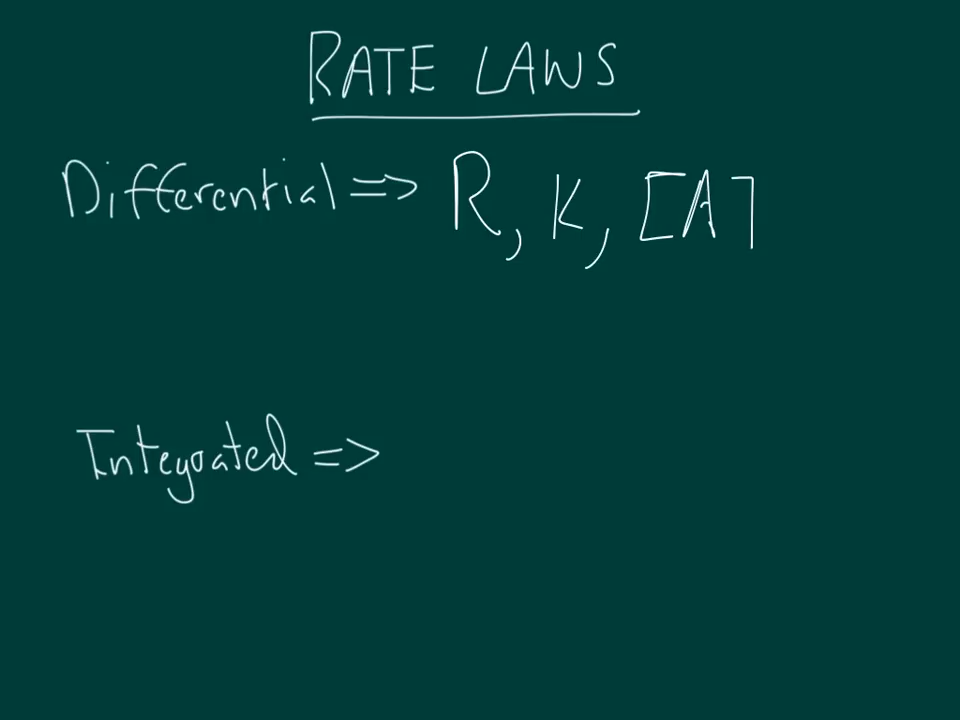 RATE LAWS
Differential => R, K, [A]
Integrated =>